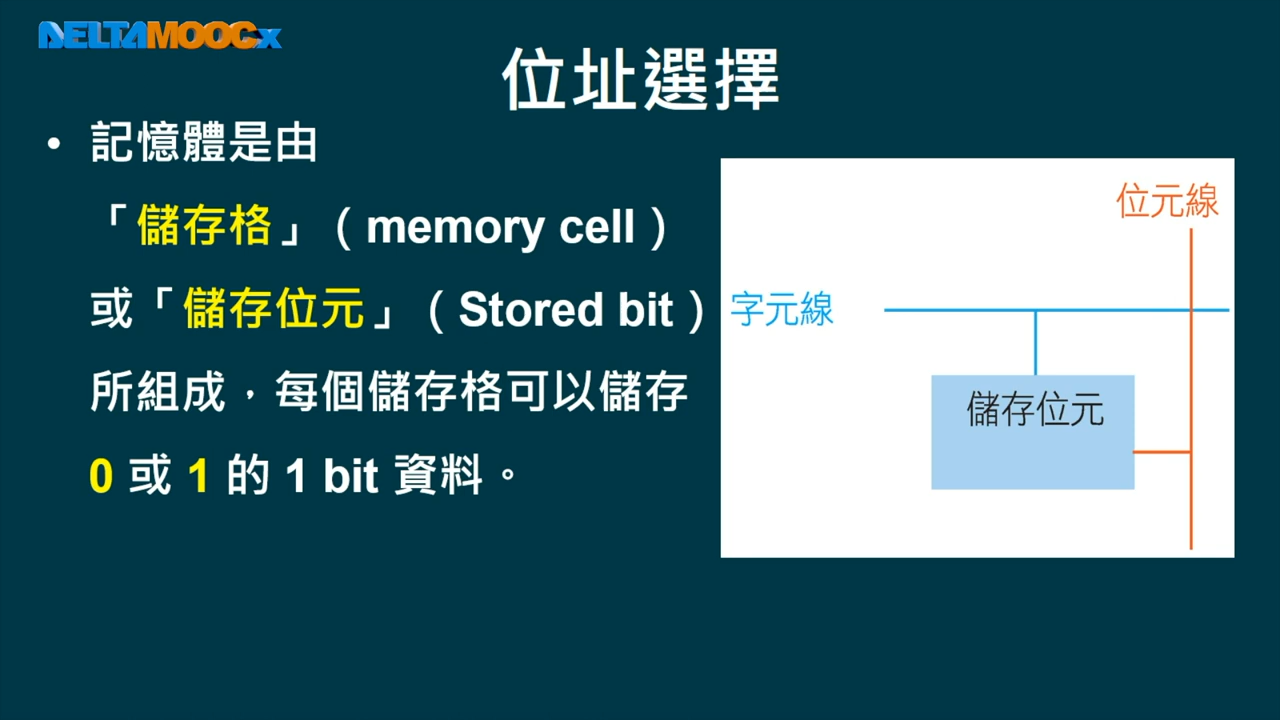 DELTAMOOCx
位址選擇
• 記憶體是由
「儲存格」（memory cell）
或「儲存位元」（Stored bit）
所組成，每個儲存格可以儲存
0 或 1 的 1 bit 資料。
位元線
字元線
儲存位元